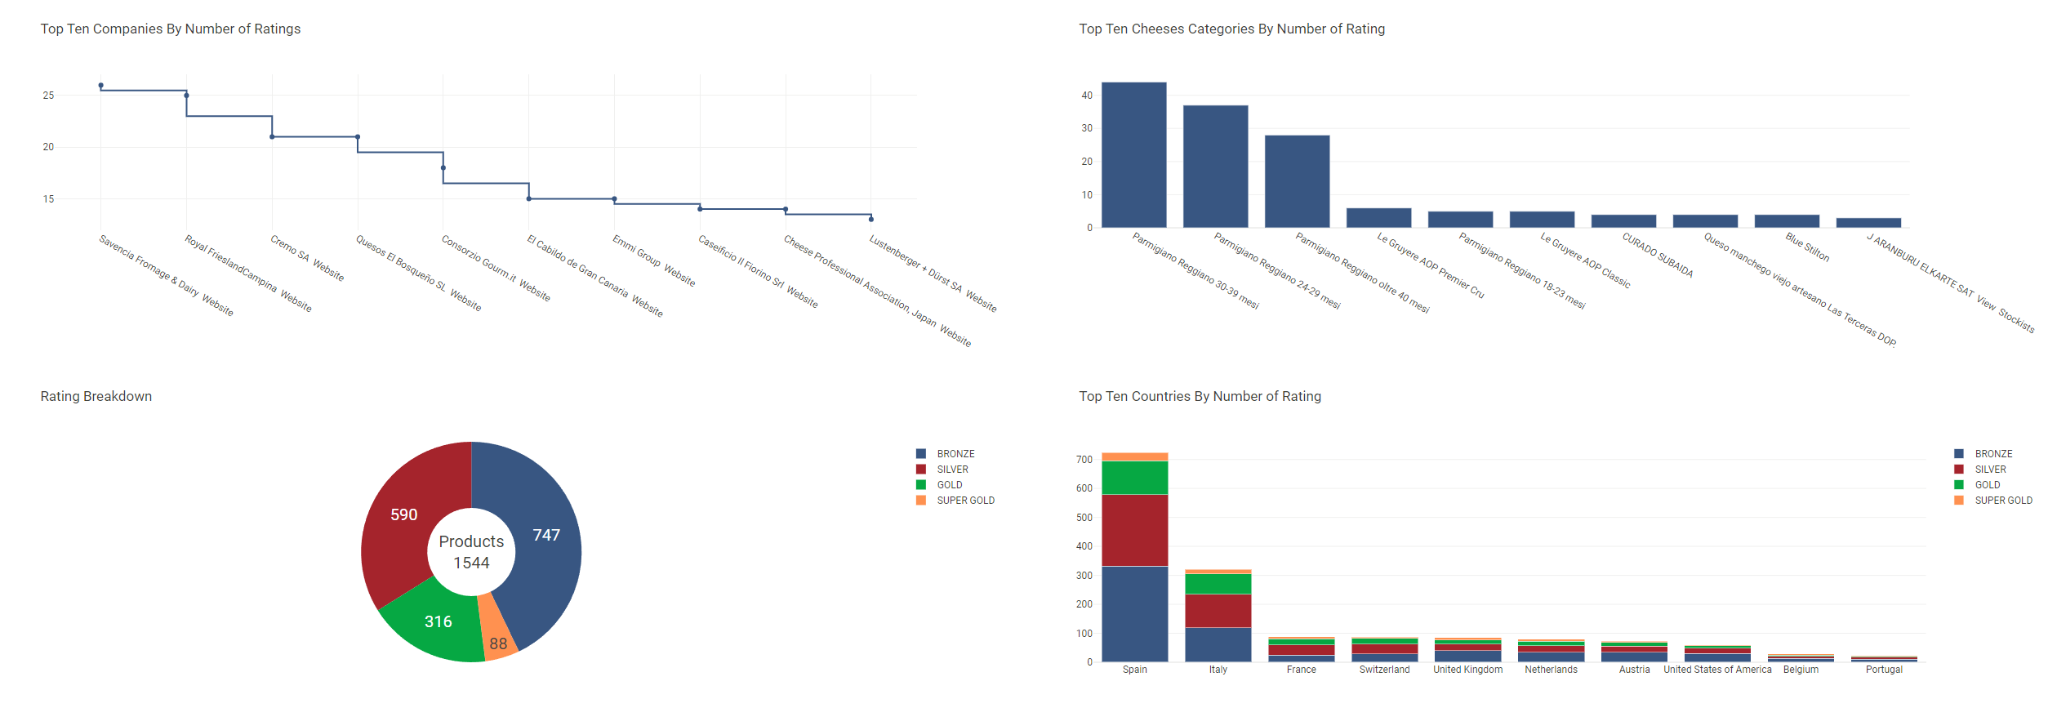 Top Ten Companies By Number of Ratings
25
20
15
Savencia Fromage & Dairy Website
Royal FrieslandCampina Website
Cremo SA Website
Quesos El Bosqueño SL Website
Consorzio Gourm.it Website
El Cabildo de Gran Canaria Website
Emmi Group Website
Caseificio Il Fiorino Srl Website
Cheese Professional Association, Japan Website
Lustenberger + Dürst SA Website
Top Ten Cheeses Categories By Number of Rating
40
30
20
10
0
Parmigiano Reggiano 30-39 mesi
Parmigiano Reggiano 24-29 mesi
Parmigiano Reggiano oltre 40 mesi
Le Gruyere AOP Premier Cru
Parmigiano Reggiano 18-23 mesi
Le Gruyere AOP Classic
CURADO SUBAIDA
Queso manchego viejo artesano Las Terceras DOP.
Blue Stilton
J ARANBURU ELKARTE SAT View Stockists
Rating Breakdown
590
747
316
88
Products
1544
BRONZE
SILVER
GOLD
SUPER GOLD
Top Ten Countries By Number of Rating
700
600
500
400
300
200
100
0
Spain
Italy
France
Switzerland
United Kingdom
Netherlands
Austria
United States of America
Belgium
Portugal
BRONZE
SILVER
GOLD
SUPER GOLD